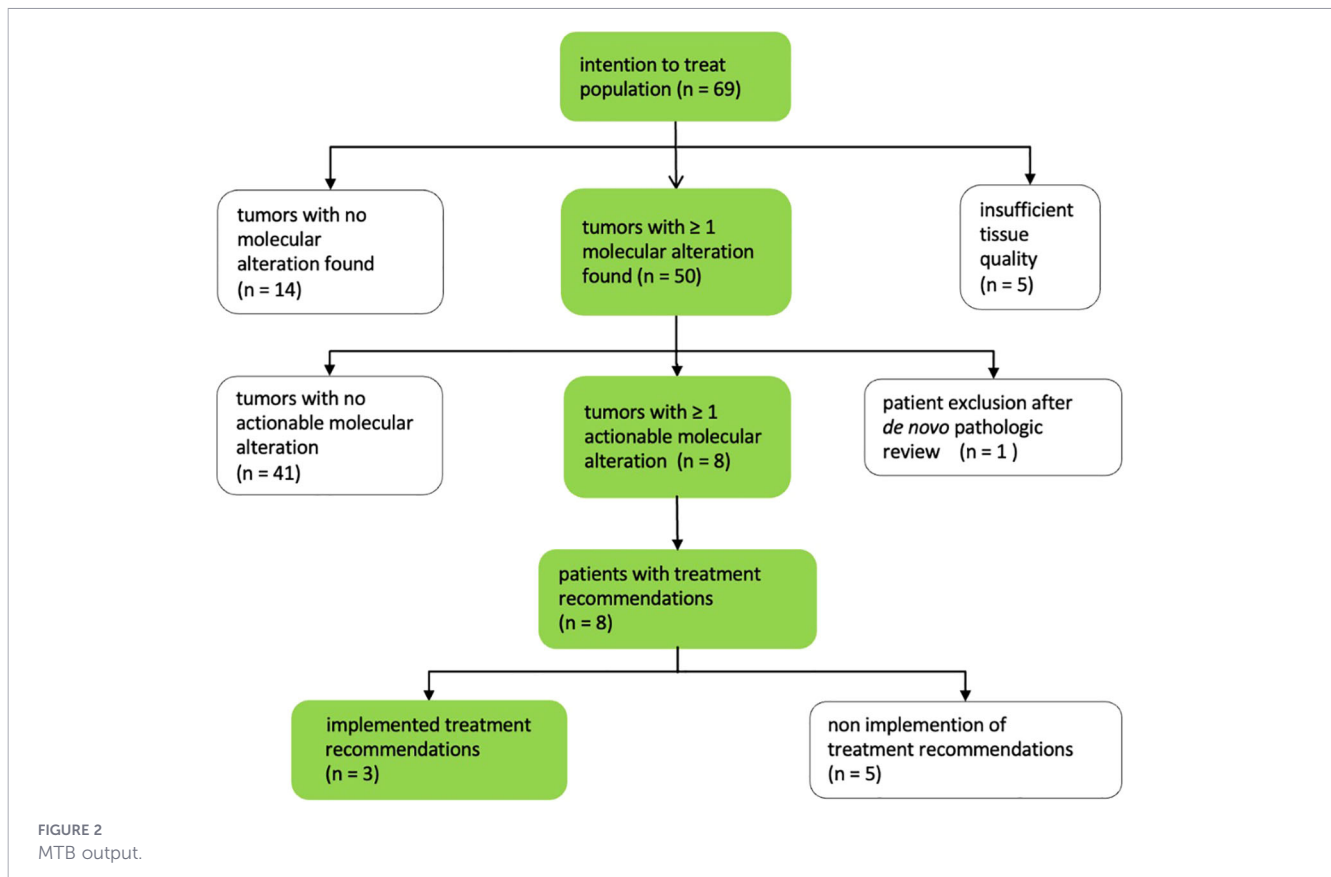 intention to treat
population (n = 69)
tumors with no
molecular
alteration found
(n = 14)
tumors with ≥ 1
molecular alteration
found (n = 50)
insufficient
tissue
quality
(n = 5)
tumors with no
actionable molecular
alteration
(n = 41)
tumors with ≥ 1
actionable molecular
alteration (n = 8)
patient exclusion after
de novo pathologic
review (n = 1 )
patients with treatment
recommendations
(n = 8)
implemented treatment
recommendations
(n = 3)
non implemention of
treatment recommendations
(n = 5)
FIGURE 2
MTB output.